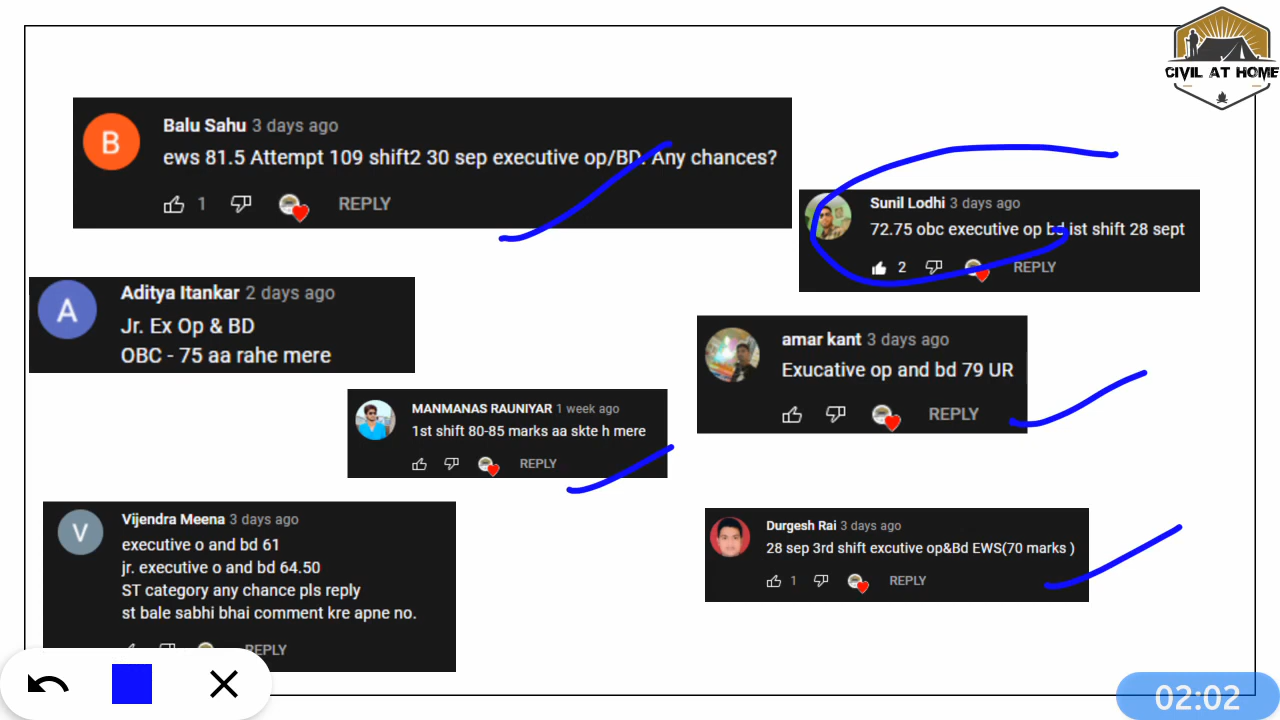 CIVIL AT HOME
Balu Sahu 3 days ago
ews 81.5 Attempt 109 shift2 30 sep executive op/BD. Any chances?
1 REPLY
Sunil Lodhi 3 days ago
72.75 obc executive op bd ist shift 28 sept
2 REPLY
A
Aditya Itankar 2 days ago
Jr. Ex Op & BD
OBC - 75 aa rahe mere
amar kant 3 days ago
Exucative op and bd 79 UR
REPLY
MANMANAS RAUNIYAR 1 week ago
1st shift 80-85 marks aa skte h mere
REPLY
V
Vijendra Meena 3 days ago
executive o and bd 61
jr. executive o and bd 64.50
ST category any chance pls reply
st bale sabhi bhai comment kre apne no.
REPLY
Durgesh Rai 3 days ago
28 sep 3rd shift excutive op&Bd EWS(70 marks )
1 REPLY
B
02:02